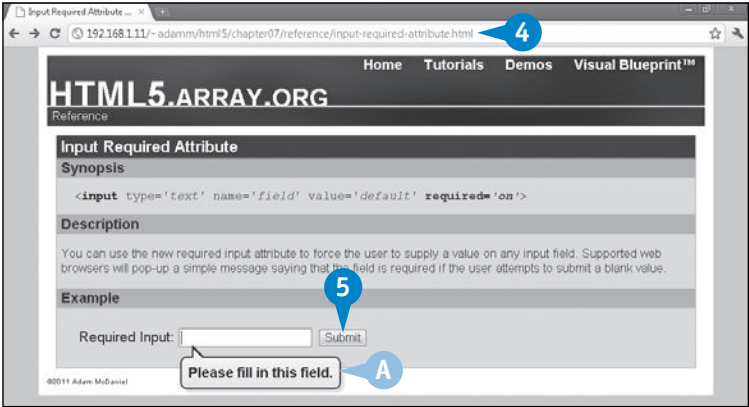 Input Required Attribute ...
192.168.1.11/~adamm/html5/chapter07/reference/input-required-attribute.html
4
Home Tutorials Demos Visual Blueprint™
HTML5.ARRAY.ORG
Reference
Input Required Attribute
Synopsis
<input type='text' name='field' value='default' required='on'>
Description
You can use the new required input attribute to force the user to supply a value on any input field. Supported web
browsers will pop-up a simple message saying that the field is required if the user attempts to submit a blank value.
Example
5
Required Input: Submit
Please fill in this field.
A
©2011 Adam McDaniel